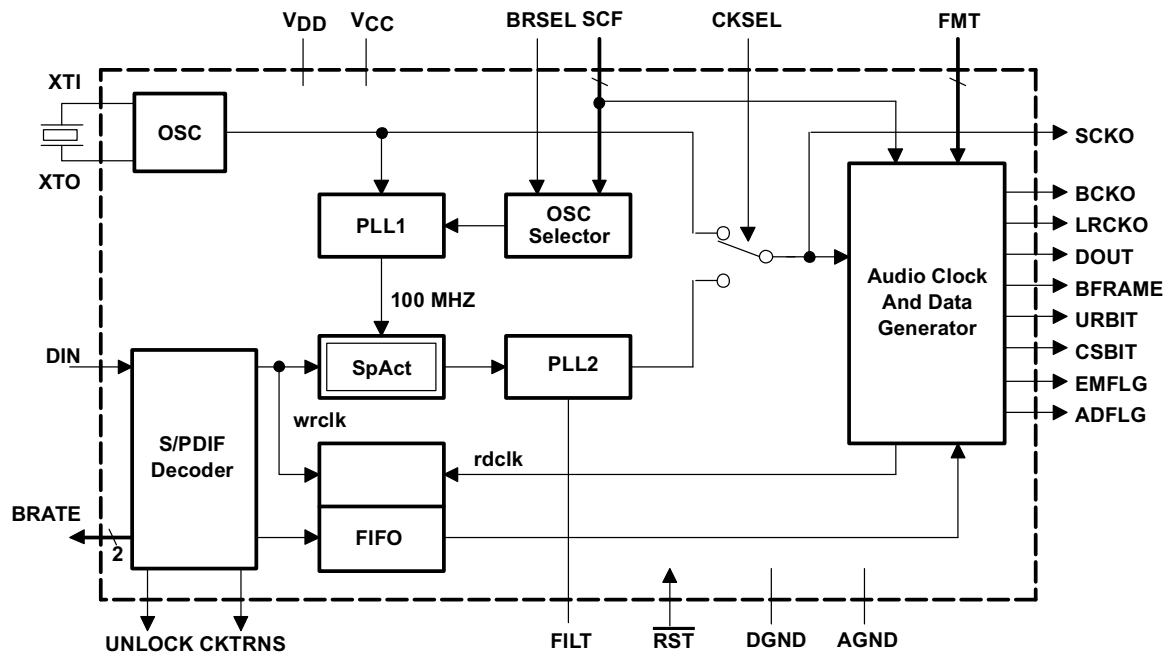 VDD VCC BRSEL SCF CKSEL FMT
XTI
OSC
XTO
SCKO
PLL1
OSC
Selector
BCKO
LRCKO
DOUT
BFRAME
URBIT
CSBIT
EMFLG
ADFLG
Audio Clock
And Data
Generator
100 MHZ
DIN
SpAct
PLL2
wrclk
S/PDIF
Decoder
rdclk
BRATE
2
FIFO
UNLOCK CKTRNS FILT RST DGND AGND